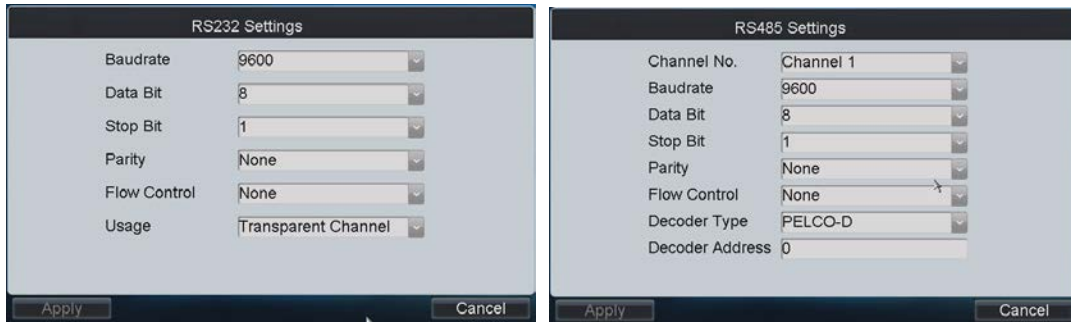 RS232 Settings
Baudrate 9600
Data Bit 8
Stop Bit 1
Parity None
Flow Control None
Usage Transparent Channel
Apply Cancel
RS485 Settings
Channel No. Channel 1
Baudrate 9600
Data Bit 8
Stop Bit 1
Parity None
Flow Control None
Decoder Type PELCO-D
Decoder Address 0
Apply Cancel